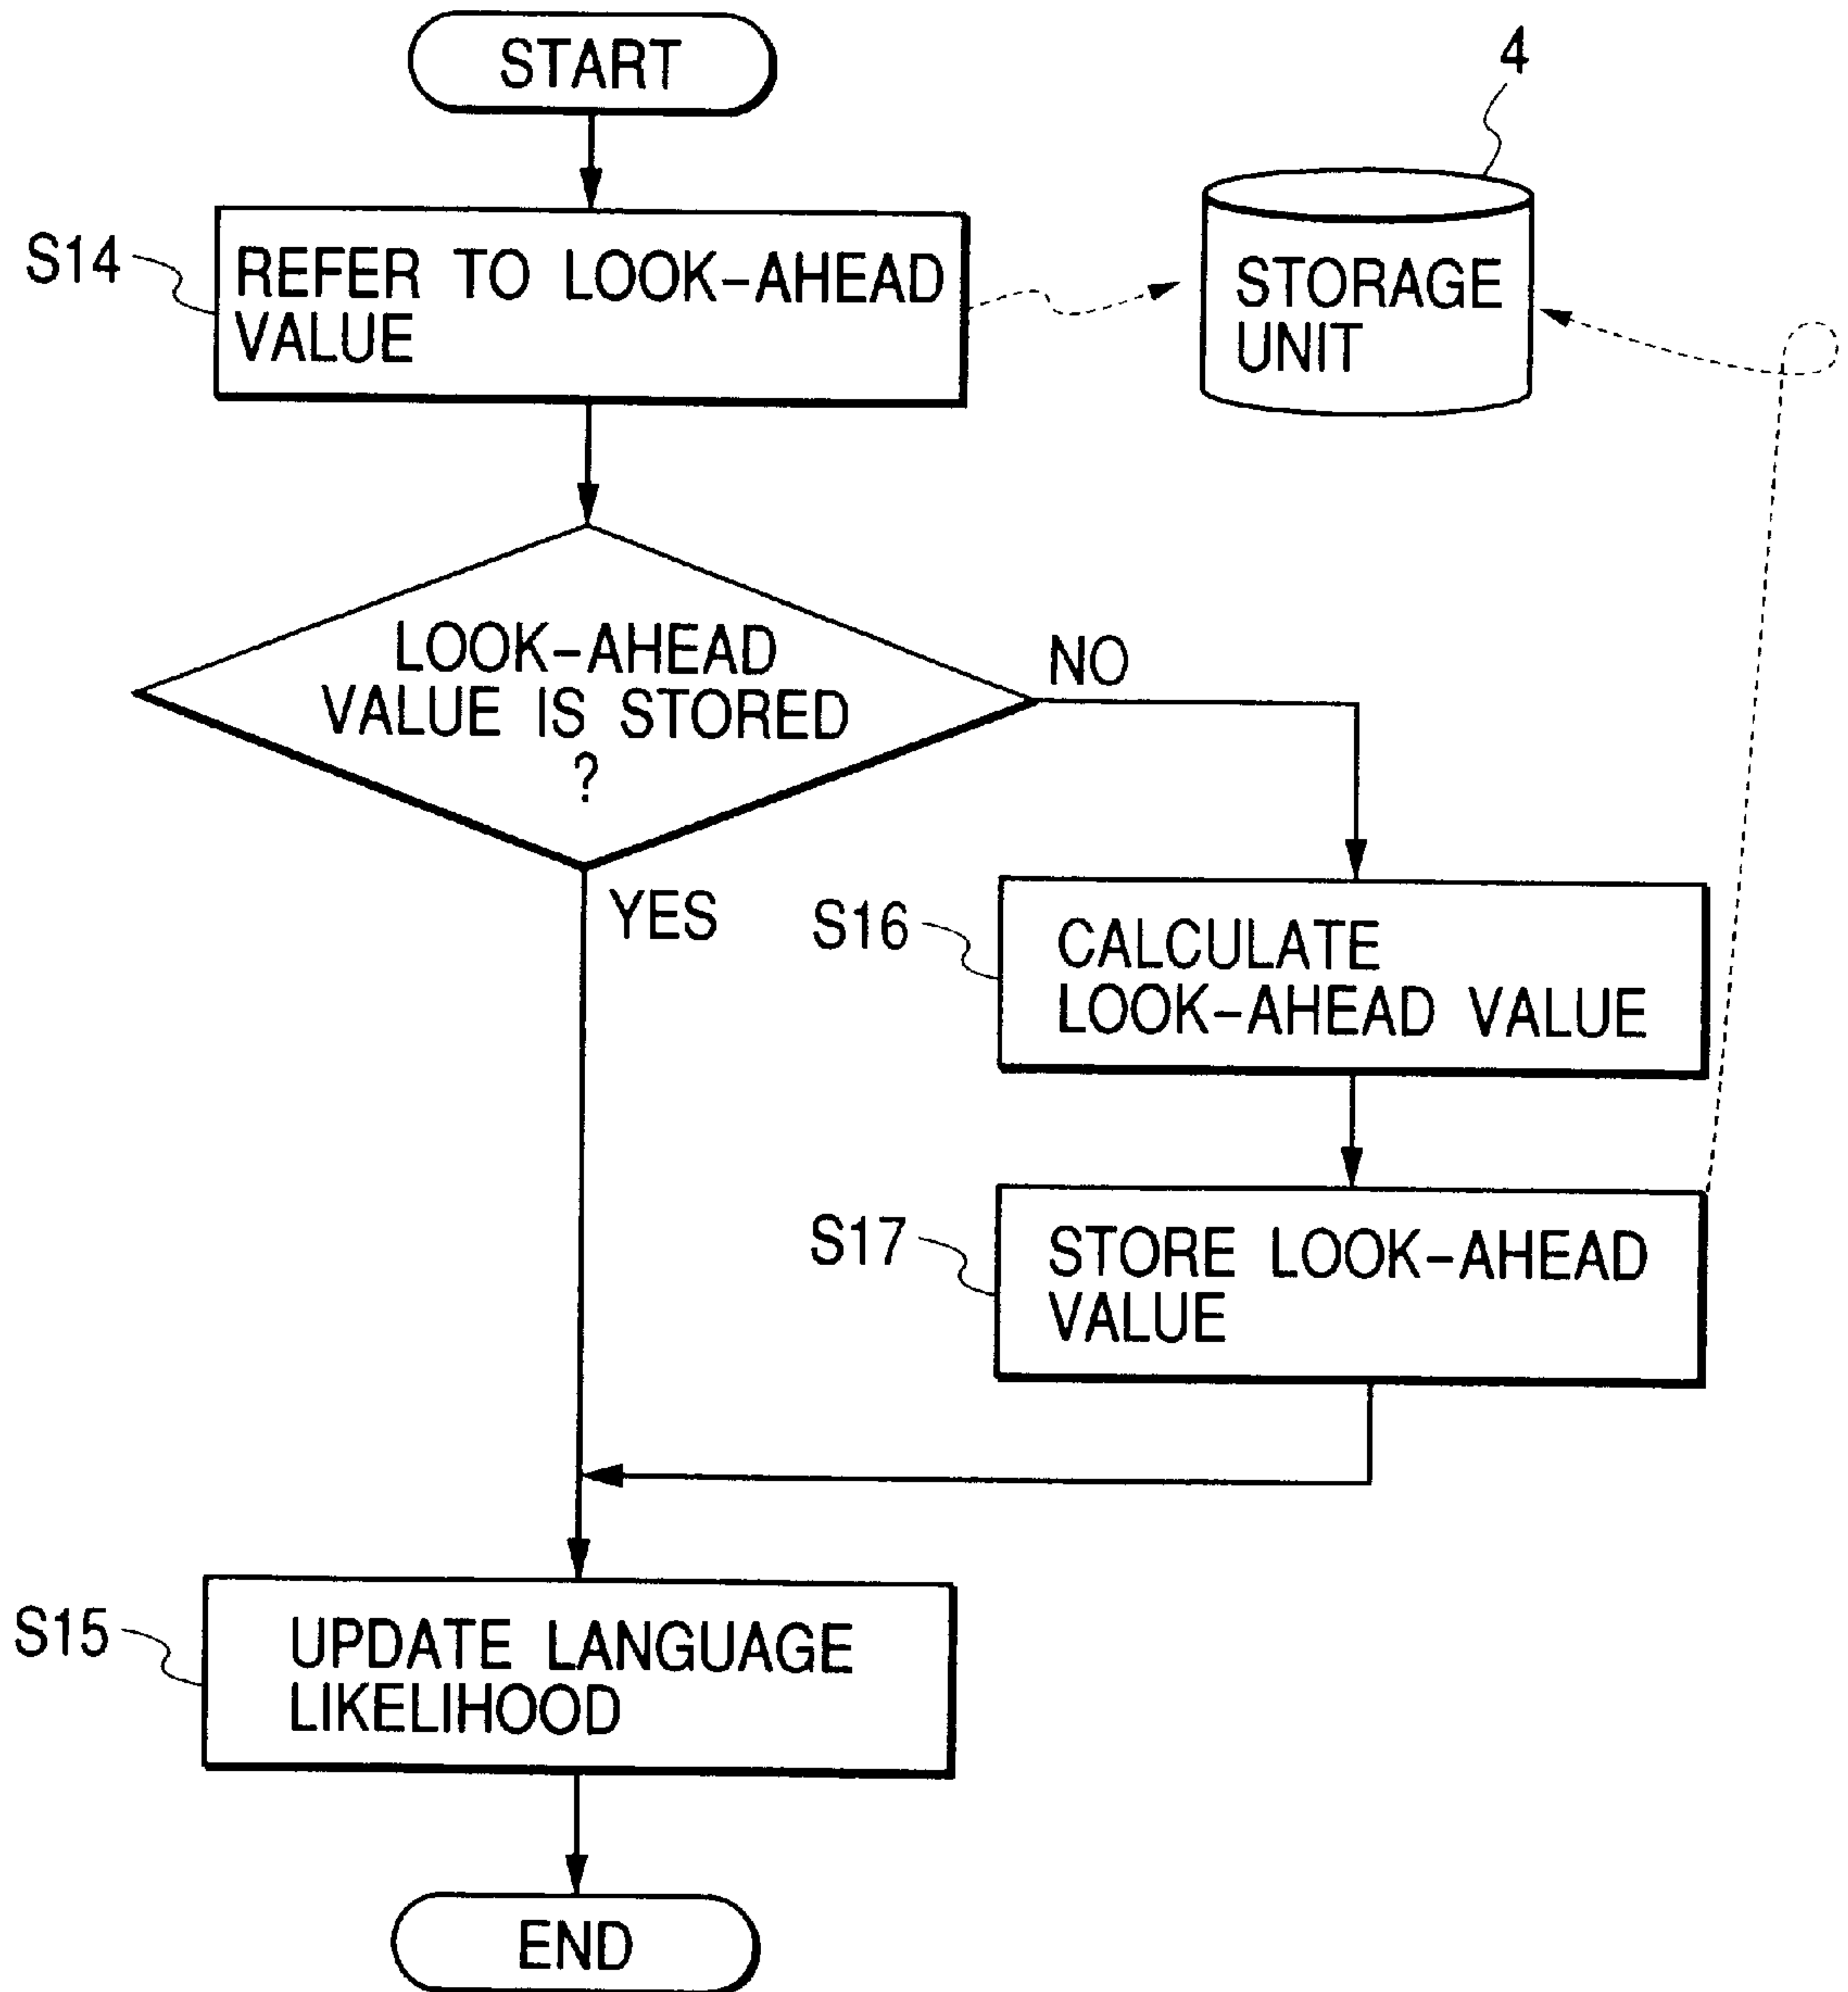 START
4
S14
REFER TO LOOK-AHEAD
VALUE
STORAGE
UNIT
LOOK-AHEAD
VALUE IS STORED
?
NO
YES
S16
CALCULATE
LOOK-AHEAD VALUE
S17
STORE LOOK-AHEAD
VALUE
S15
UPDATE LANGUAGE
LIKELIHOOD
END